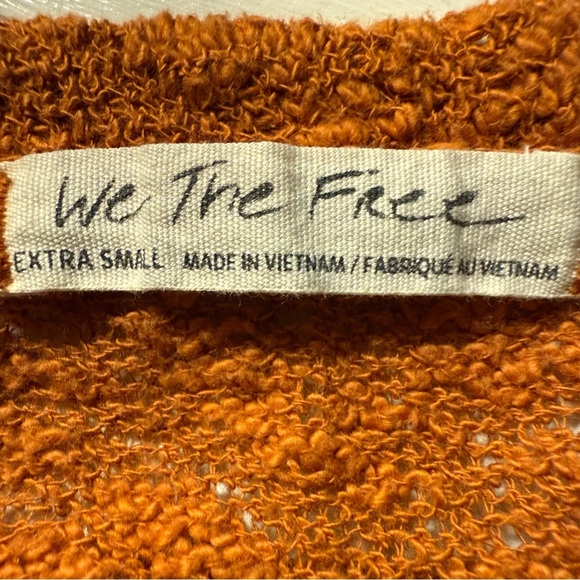 We The Free
EXTRA SMALL MADE IN VIETNAM / FABRIQUÉ AU VIETNAM